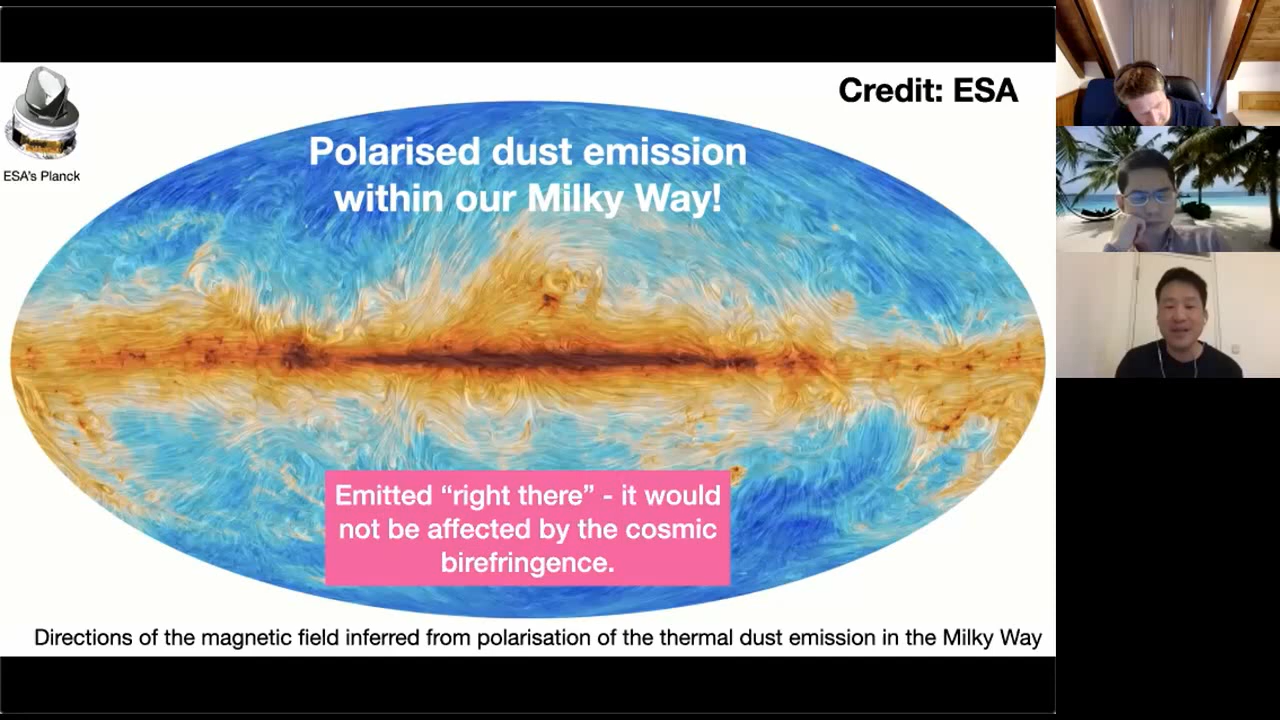 Credit: ESA
ESA's Planck
Polarised dust emission
within our Milky Way!
Emitted “right there” - it would
not be affected by the cosmic
birefringence.
Directions of the magnetic field inferred from polarisation of the thermal dust emission in the Milky Way